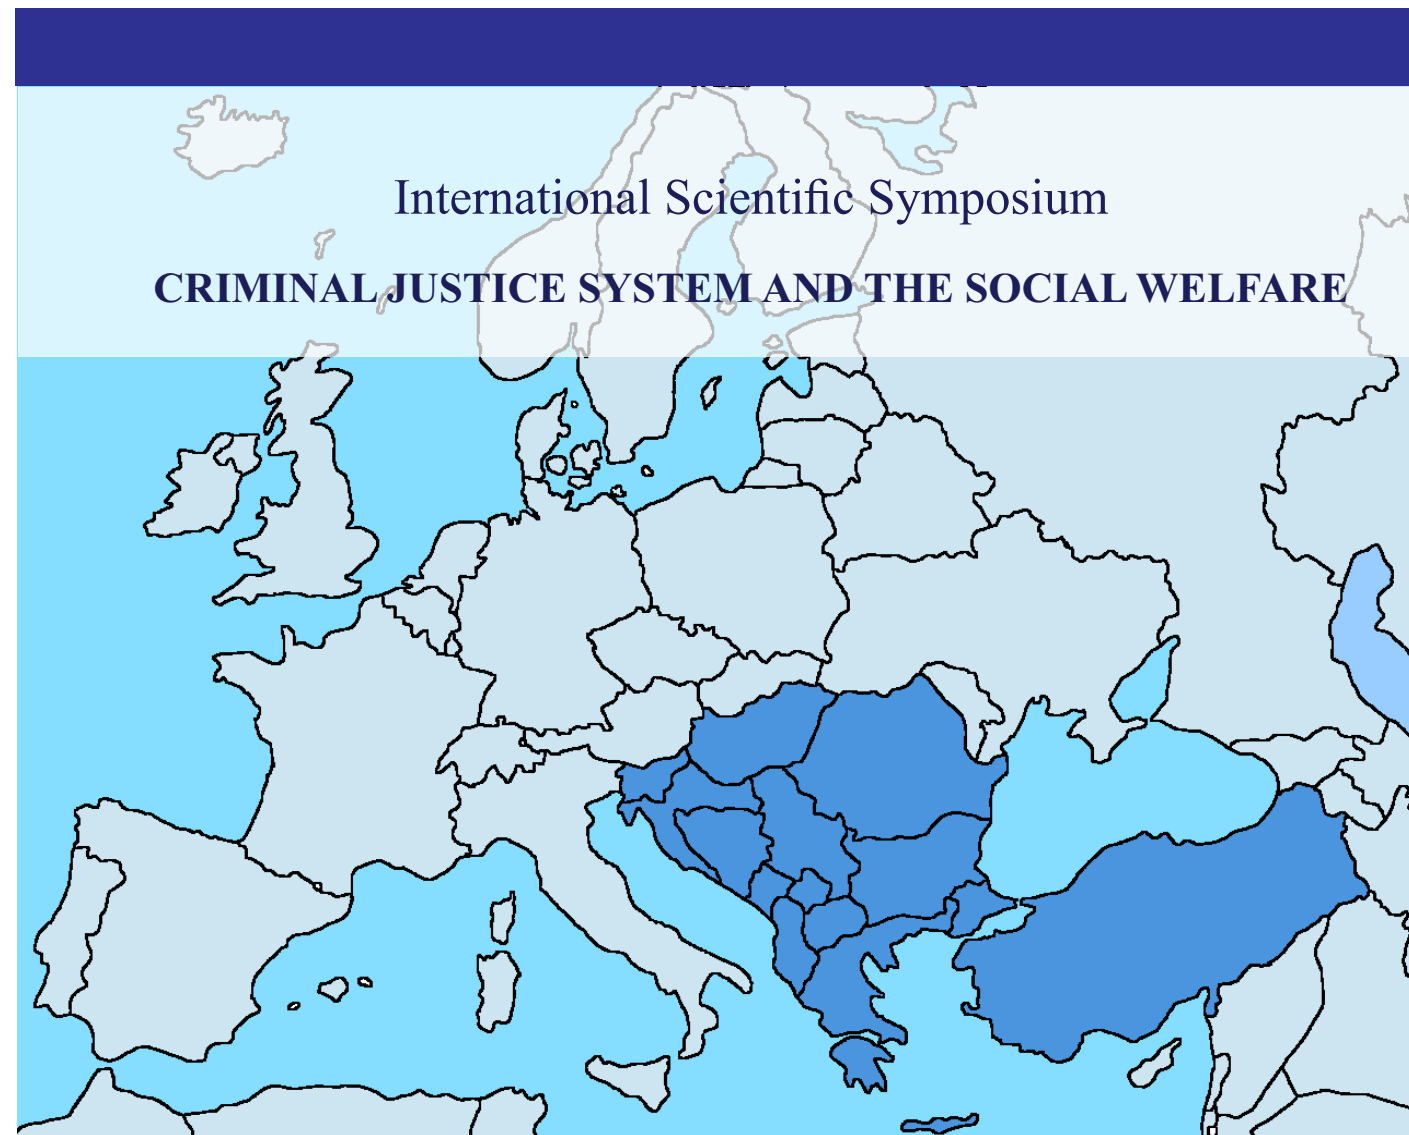 International Scientific Symposium
CRIMINAL JUSTICE SYSTEM AND THE SOCIAL WELFARE